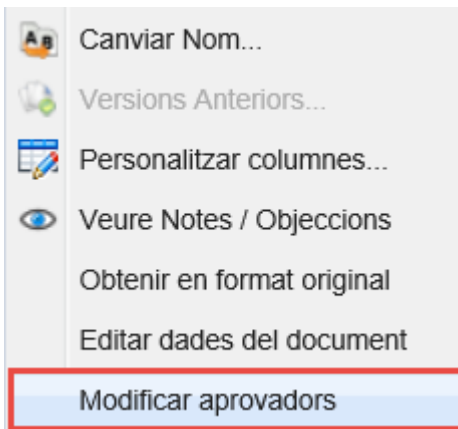 Canviar Nom...
Versions Anteriors...
Personalitzar columnes...
Veure Notes / Objeccions
Obtenir en format original
Editar dades del document
Modificar aprovadors